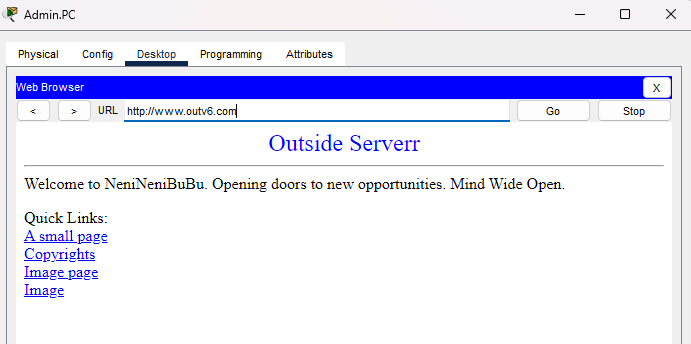 Admin.PC
Physical Config Desktop Programming Attributes
Web Browser X
< > URL http://www.outv6.com Go Stop
Outside Serverr
Welcome to NeniNeniBuBu. Opening doors to new opportunities. Mind Wide Open.
Quick Links:
A small page
Copyrights
Image page
Image